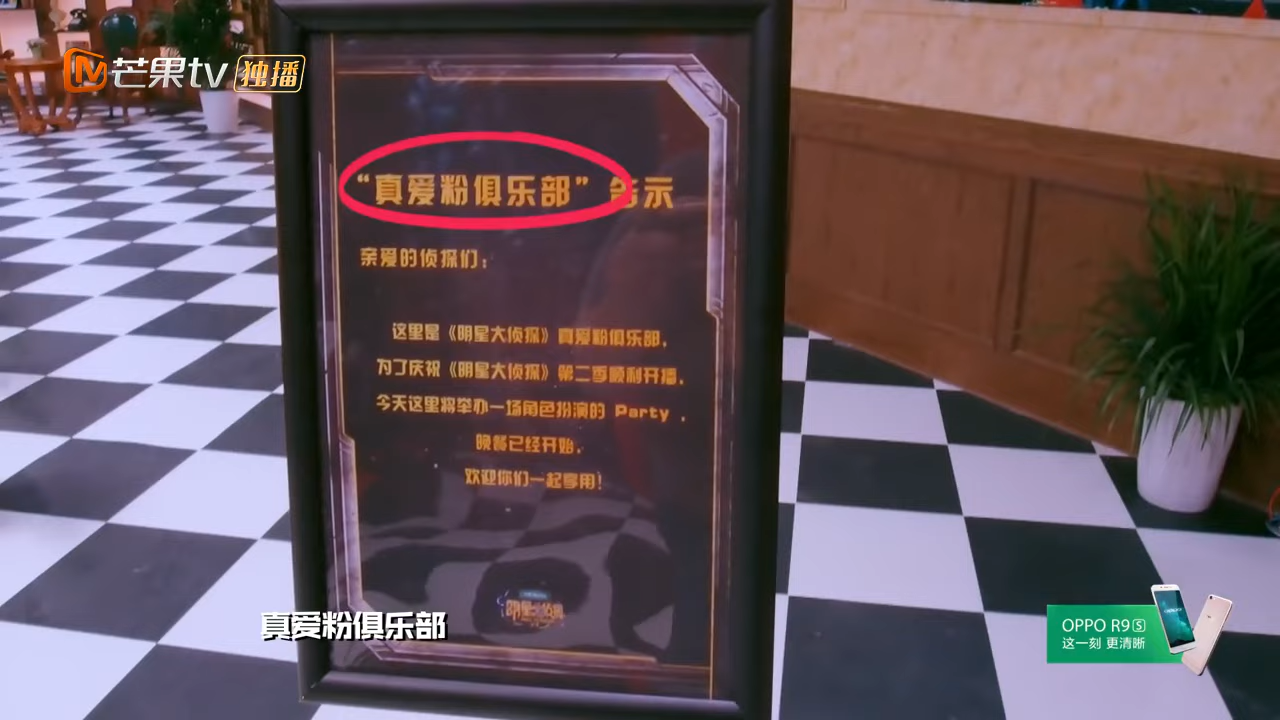 芒果tv 独播
“真爱粉俱乐部” 告示
亲爱的侦探们：
这里是《明星大侦探》真爱粉俱乐部，
为了庆祝《明星大侦探》第二季顺利开播，
今天这里将举办一场角色扮演的 Party ，
晚餐已经开始，
欢迎你们一起享用！
真爱粉俱乐部
OPPO R9s
这一刻 更清晰